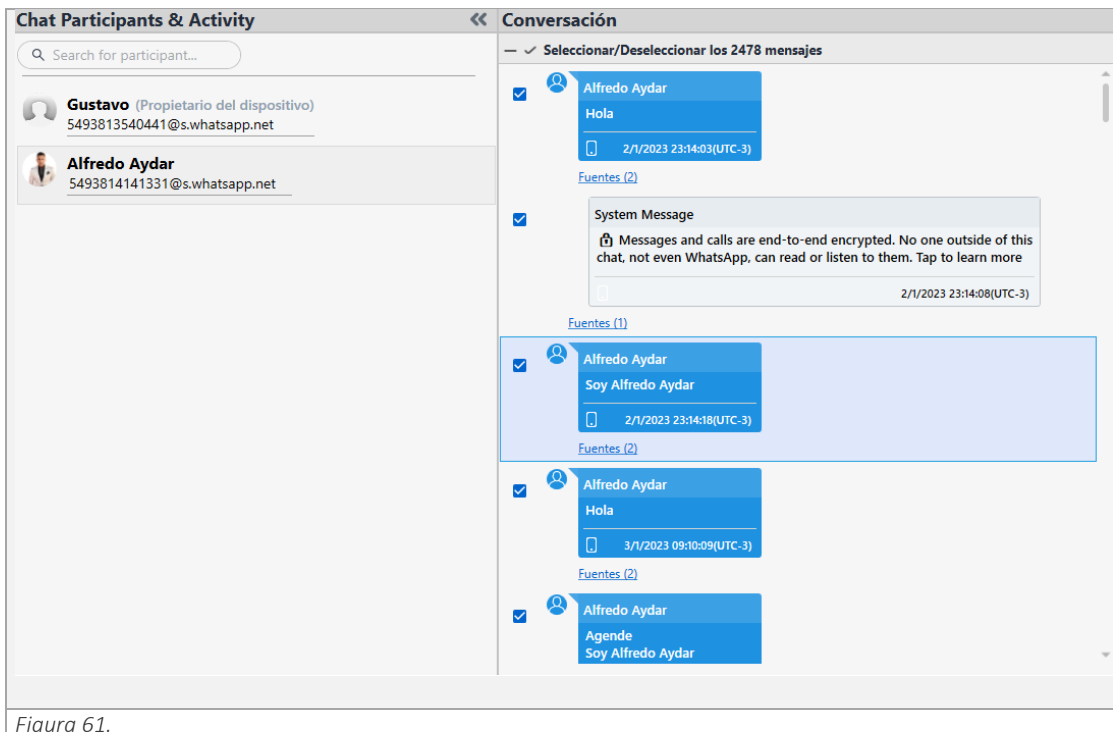 Chat Participants & Activity
Search for participant...
Gustavo (Propietario del dispositivo)
5493813540441@s.whatsapp.net
Alfredo Aydar
5493814141331@s.whatsapp.net
Conversación
Seleccionar/Deseleccionar los 2478 mensajes
Alfredo Aydar
Hola
2/1/2023 23:14:03(UTC-3)
Fuentes (2)
System Message
Messages and calls are end-to-end encrypted. No one outside of this
chat, not even WhatsApp, can read or listen to them. Tap to learn more
2/1/2023 23:14:08(UTC-3)
Fuentes (1)
Alfredo Aydar
Soy Alfredo Aydar
2/1/2023 23:14:18(UTC-3)
Fuentes (2)
Alfredo Aydar
Hola
3/1/2023 09:10:09(UTC-3)
Fuentes (2)
Alfredo Aydar
Agende
Soy Alfredo Aydar
Figura 61.